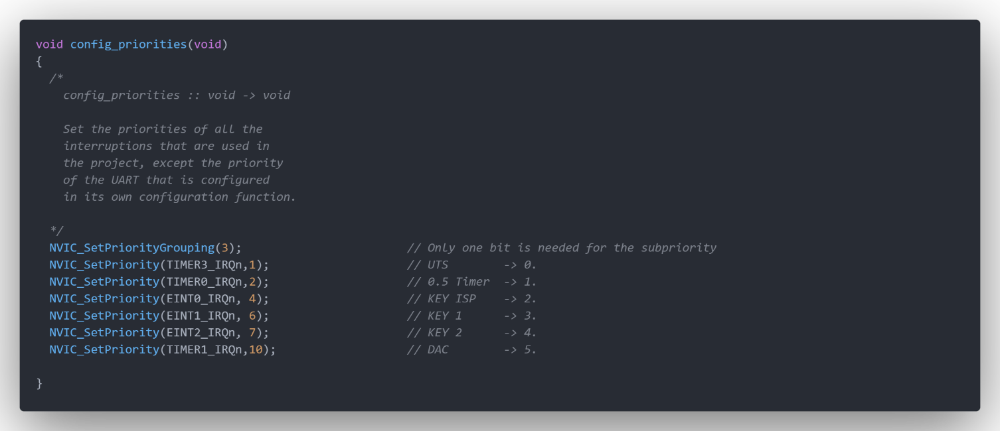 void config_priorities(void)
{
  /*
    config_priorities :: void -> void

    Set the priorities of all the
    interruptions that are used in
    the project, except the priority
    of the UART that is configured
    in its own configuration function.

  */
  NVIC_SetPriorityGrouping(3);                        // Only one bit is needed for the subpriority
  NVIC_SetPriority(TIMER3_IRQn,1);                    // UTS        -> 0.
  NVIC_SetPriority(TIMER0_IRQn,2);                    // 0.5 Timer  -> 1.
  NVIC_SetPriority(EINT0_IRQn, 4);                    // KEY ISP    -> 2.
  NVIC_SetPriority(EINT1_IRQn, 6);                    // KEY 1      -> 3.
  NVIC_SetPriority(EINT2_IRQn, 7);                    // KEY 2      -> 4.
  NVIC_SetPriority(TIMER1_IRQn,10);                   // DAC        -> 5.

}